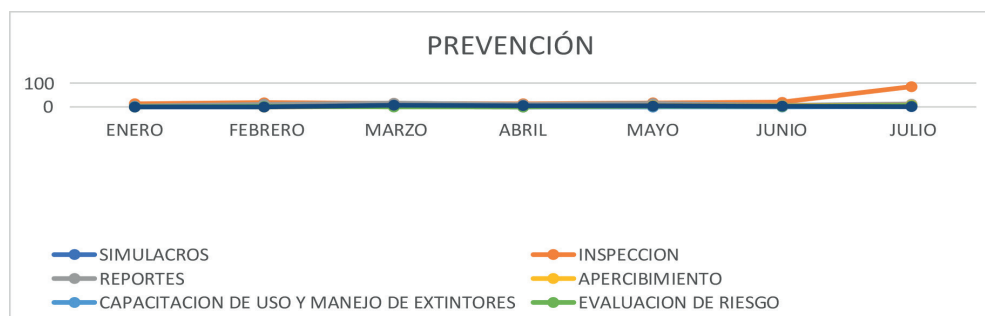 PREVENCIÓN
100
0
ENERO FEBRERO MARZO ABRIL MAYO JUNIO JULIO
SIMULACROS INSPECCION
REPORTES APERCIBIMIENTO
CAPACITACION DE USO Y MANEJO DE EXTINTORES EVALUACION DE RIESGO